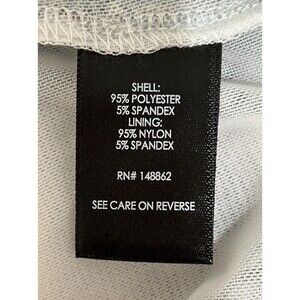 SHELL:
95% POLYESTER
5% SPANDEX
LINING:
95% NYLON
5% SPANDEX
RN# 148862
SEE CARE ON REVERSE